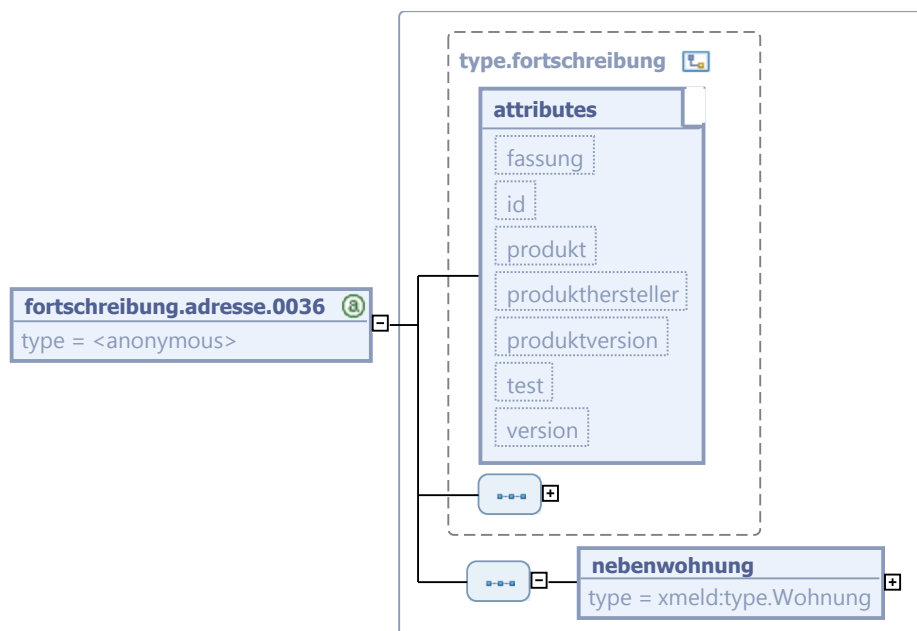 type.fortschreibung
attributes
fassung
id
produkt
produkthersteller
produktversion
test
version
fortschreibung.adresse.0036 a
type = <anonymous>
nebenwohnung
type = xmeld:type.Wohnung